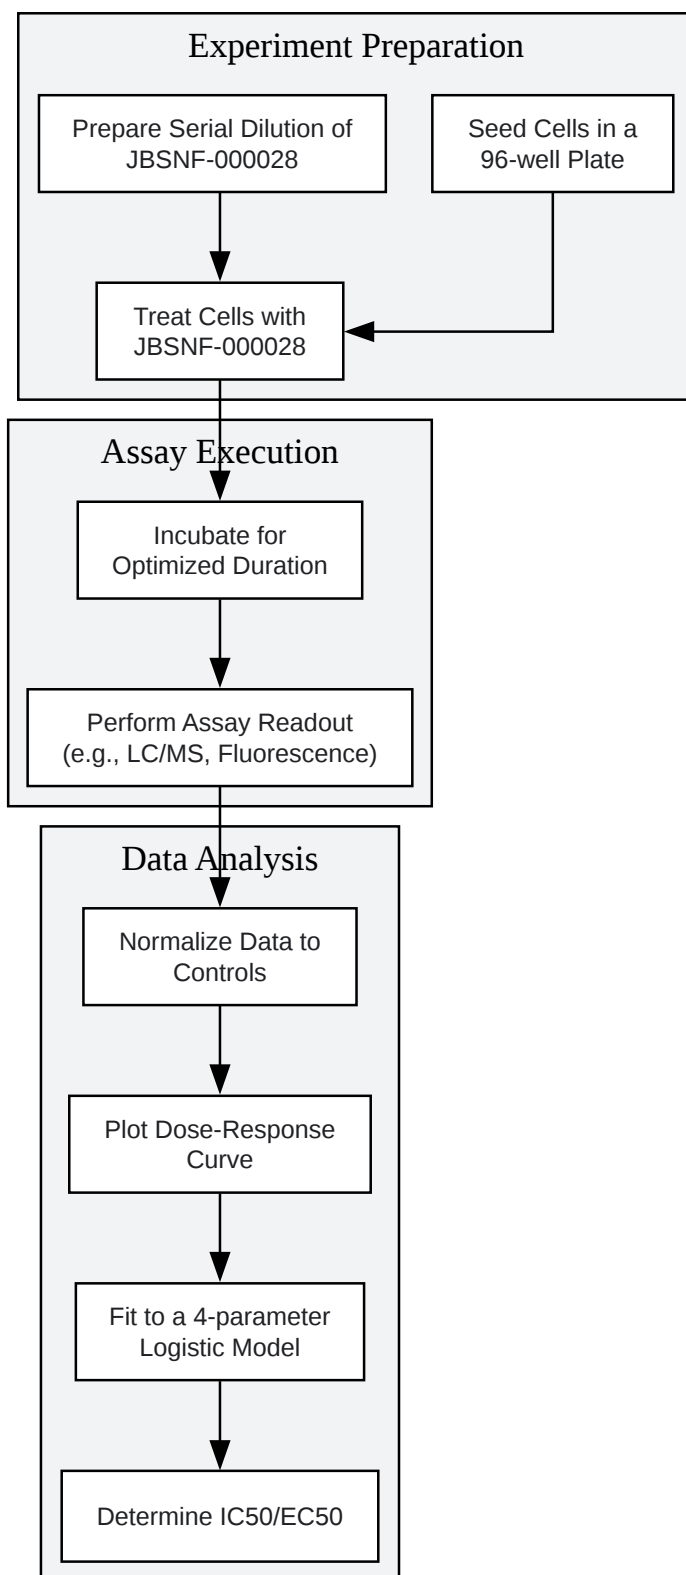 Experiment Preparation
Prepare Serial Dilution of
JBSNF-000028
Seed Cells in a
96-well Plate
Treat Cells with
JBSNF-000028
Assay Execution
Incubate for
Optimized Duration
Perform Assay Readout
(e.g., LC/MS, Fluorescence)
Data Analysis
Normalize Data to
Controls
Plot Dose-Response
Curve
Fit to a 4-parameter
Logistic Model
Determine IC50/EC50